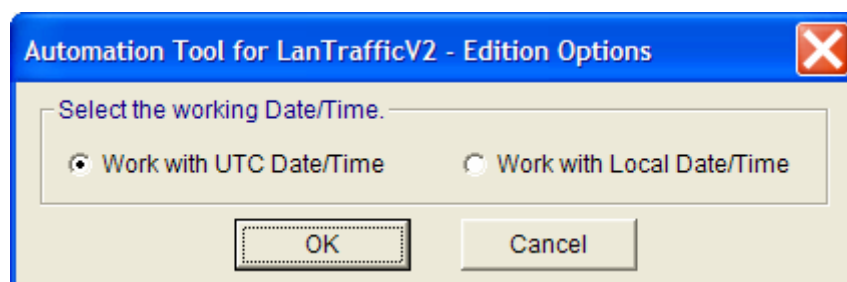 Automation Tool for LanTrafficV2 - Edition Options
Select the working Date/Time.
Work with UTC Date/Time Work with Local Date/Time
OK Cancel